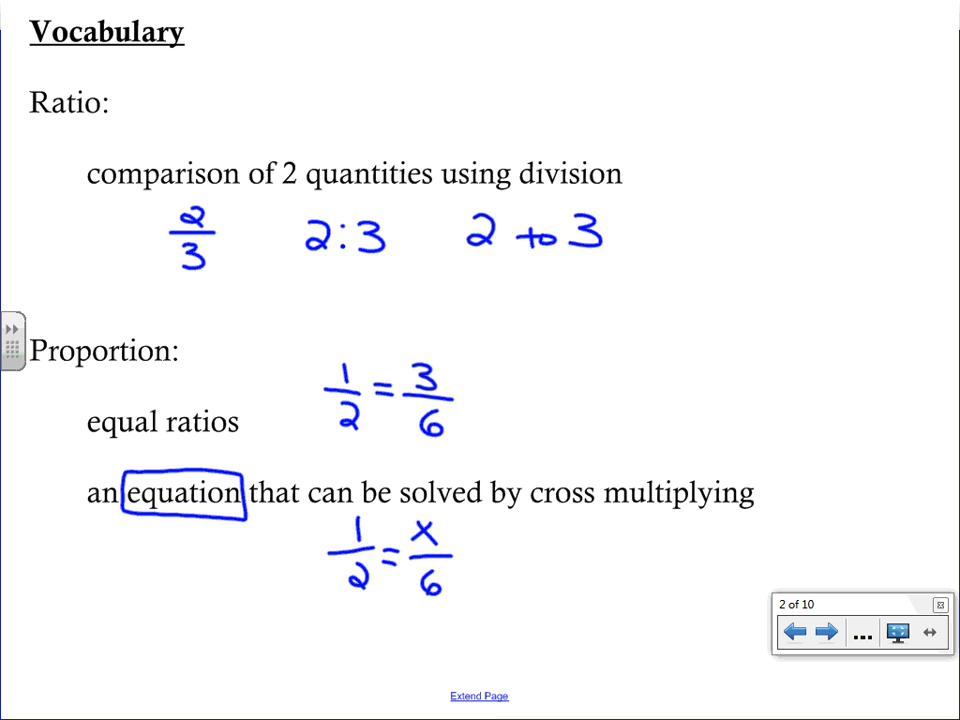 Vocabulary
Ratio:
comparison of 2 quantities using division
2/3 2:3 2 to 3
Proportion:
1/2 = 3/6
equal ratios
an equation that can be solved by cross multiplying
1/2 = x/6
2 of 10
...
Extend Page